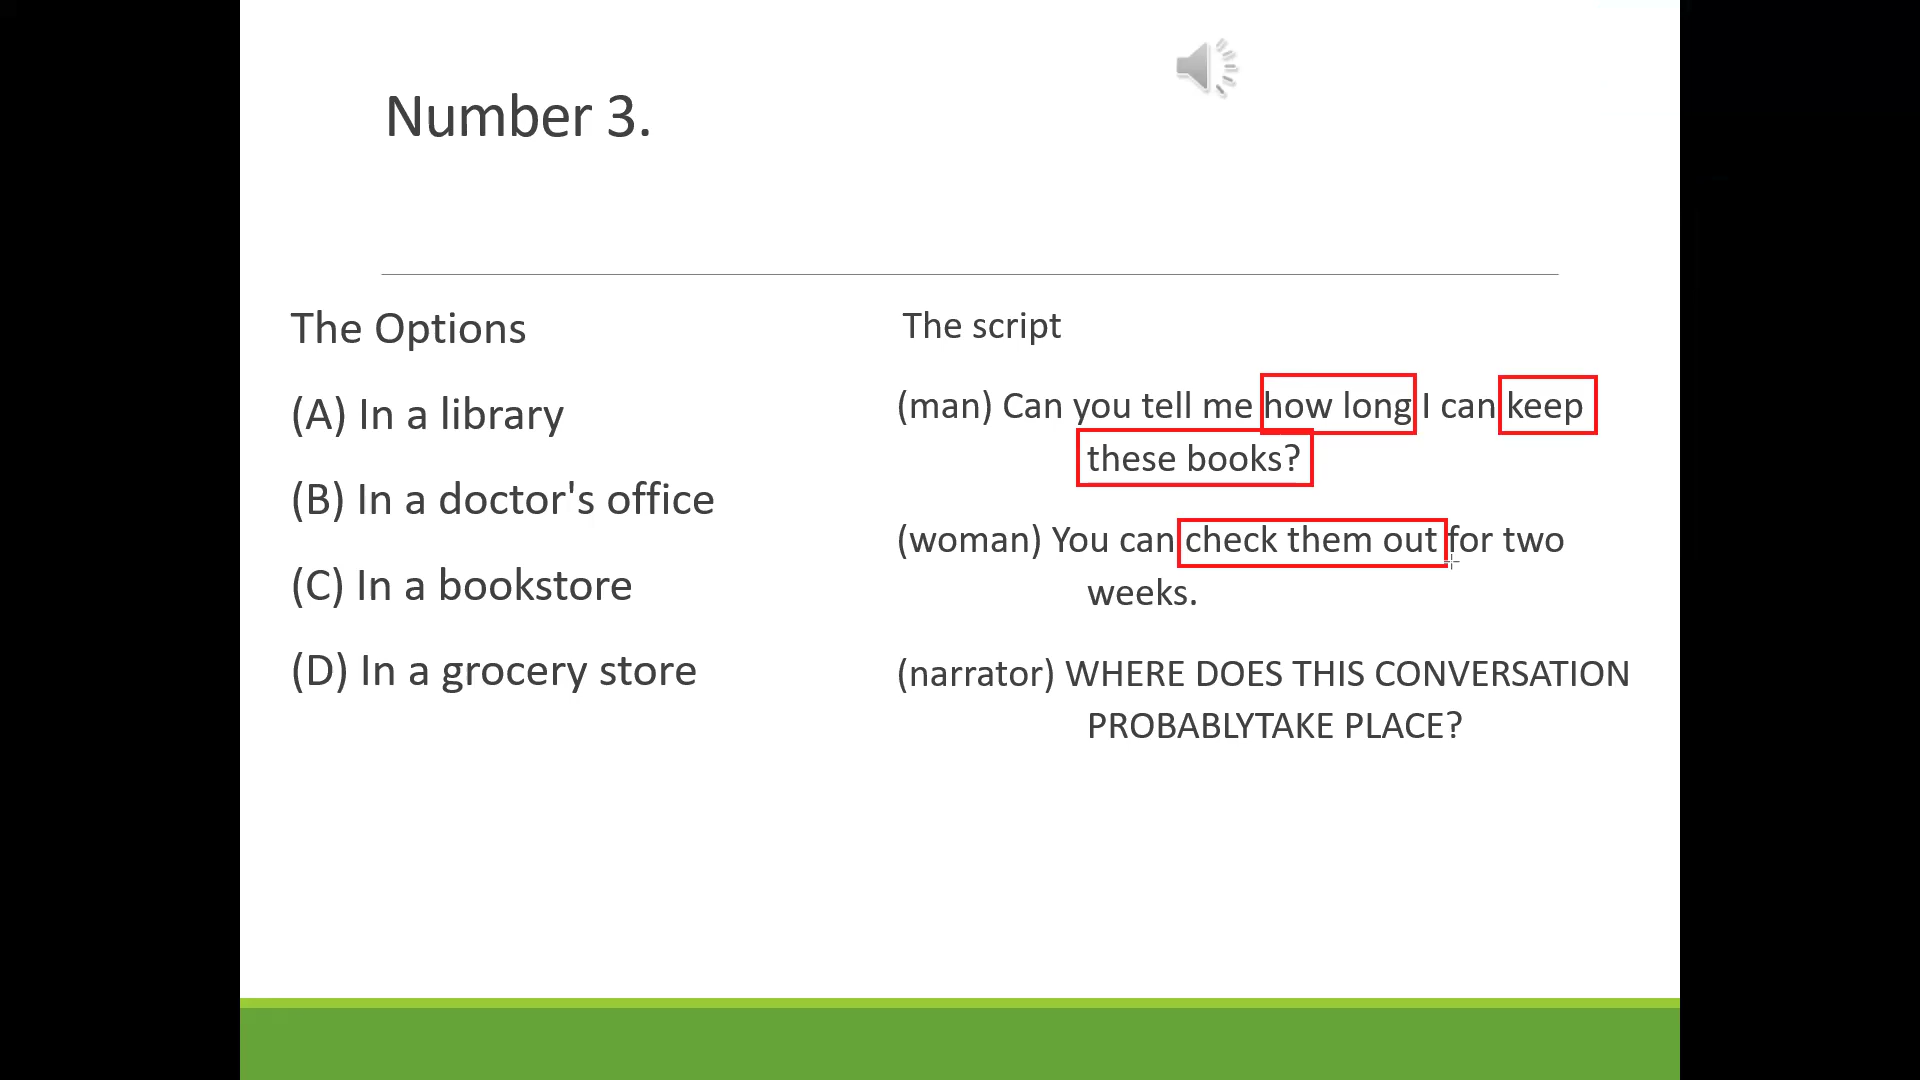 Number 3.
The Options
(A) In a library
(B) In a doctor's office
(C) In a bookstore
(D) In a grocery store
The script
(man) Can you tell me how long I can keep
these books?
(woman) You can check them out for two
weeks.
(narrator) WHERE DOES THIS CONVERSATION
PROBABLYTAKE PLACE?